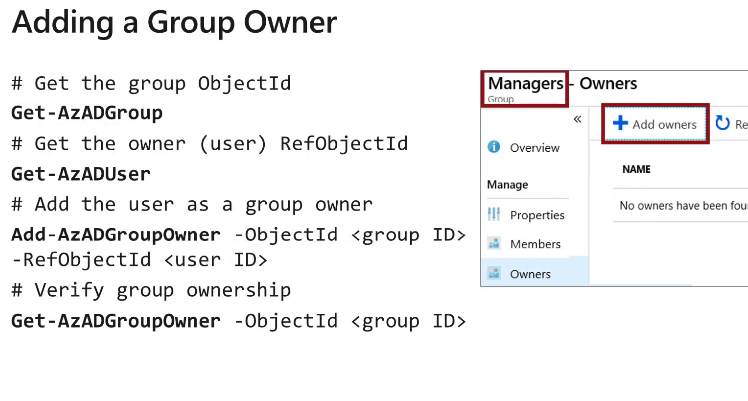 Adding a Group Owner
# Get the group ObjectId
Get-AzADGroup
# Get the owner (user) RefObjectId
Get-AzADUser
# Add the user as a group owner
Add-AzADGroupOwner -ObjectId <group ID>
-RefObjectId <user ID>
# Verify group ownership
Get-AzADGroupOwner -ObjectId <group ID>
Managers - Owners
Group
«
Add owners
Re
Overview
NAME
Manage
No owners have been foun
Properties
Members
Owners